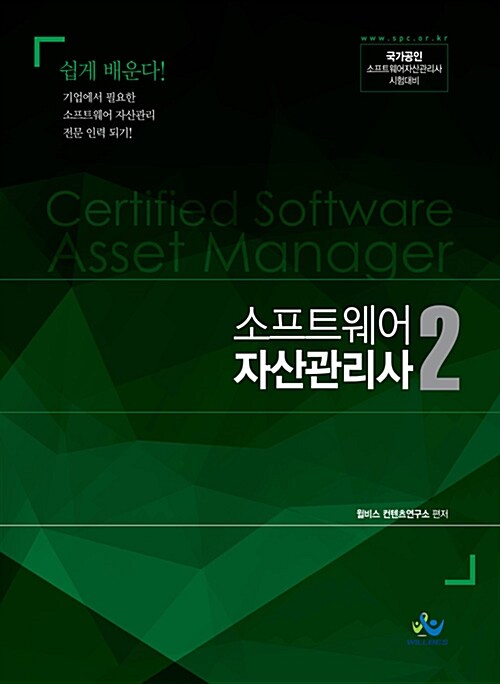 www.spc.or.kr
국가공인
소프트웨어자산관리사
시험대비
쉽게 배운다!
기업에서 필요한
소프트웨어 자산관리
전문 인력 되기!
Certified Software
Asset Manager
소프트웨어
자산관리사 2
윌비스 컨텐츠연구소 편저
WILLBES